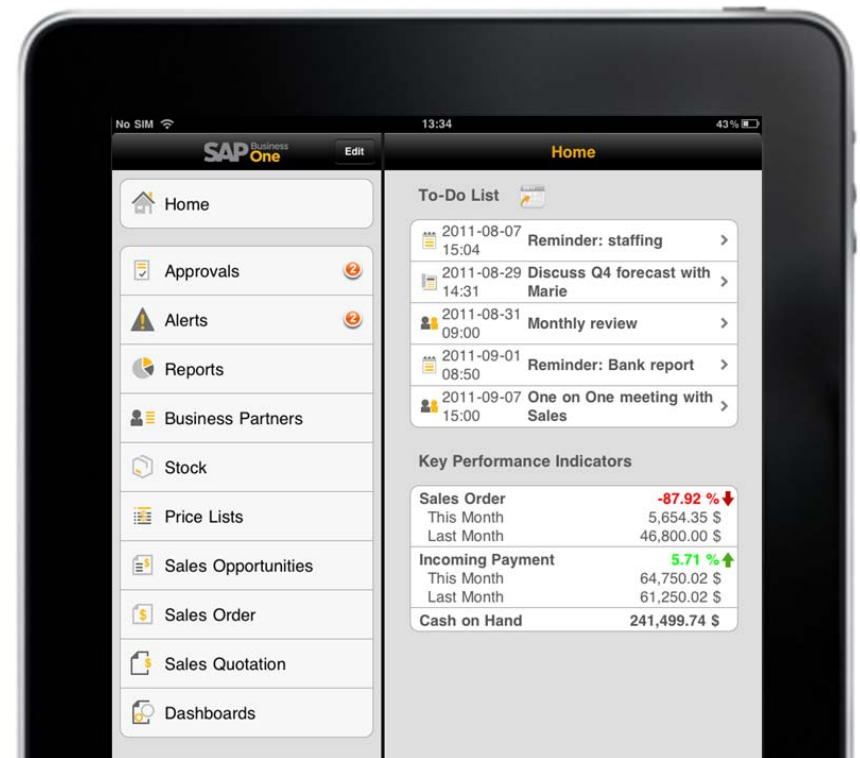 No SIM 13:34 43%
SAP Business One Edit
Home
Home
Approvals 2
Alerts 2
Reports
Business Partners
Stock
Price Lists
Sales Opportunities
Sales Order
Sales Quotation
Dashboards
To-Do List
2011-08-07
15:04
Reminder: staffing
2011-08-29
14:31
Discuss Q4 forecast with
Marie
2011-08-31
09:00
Monthly review
2011-09-01
08:50
Reminder: Bank report
2011-09-07
15:00
One on One meeting with
Sales
Key Performance Indicators
Sales Order -87.92 %
This Month 5,654.35 $
Last Month 46,800.00 $
Incoming Payment 5.71 %
This Month 64,750.02 $
Last Month 61,250.02 $
Cash on Hand 241,499.74 $